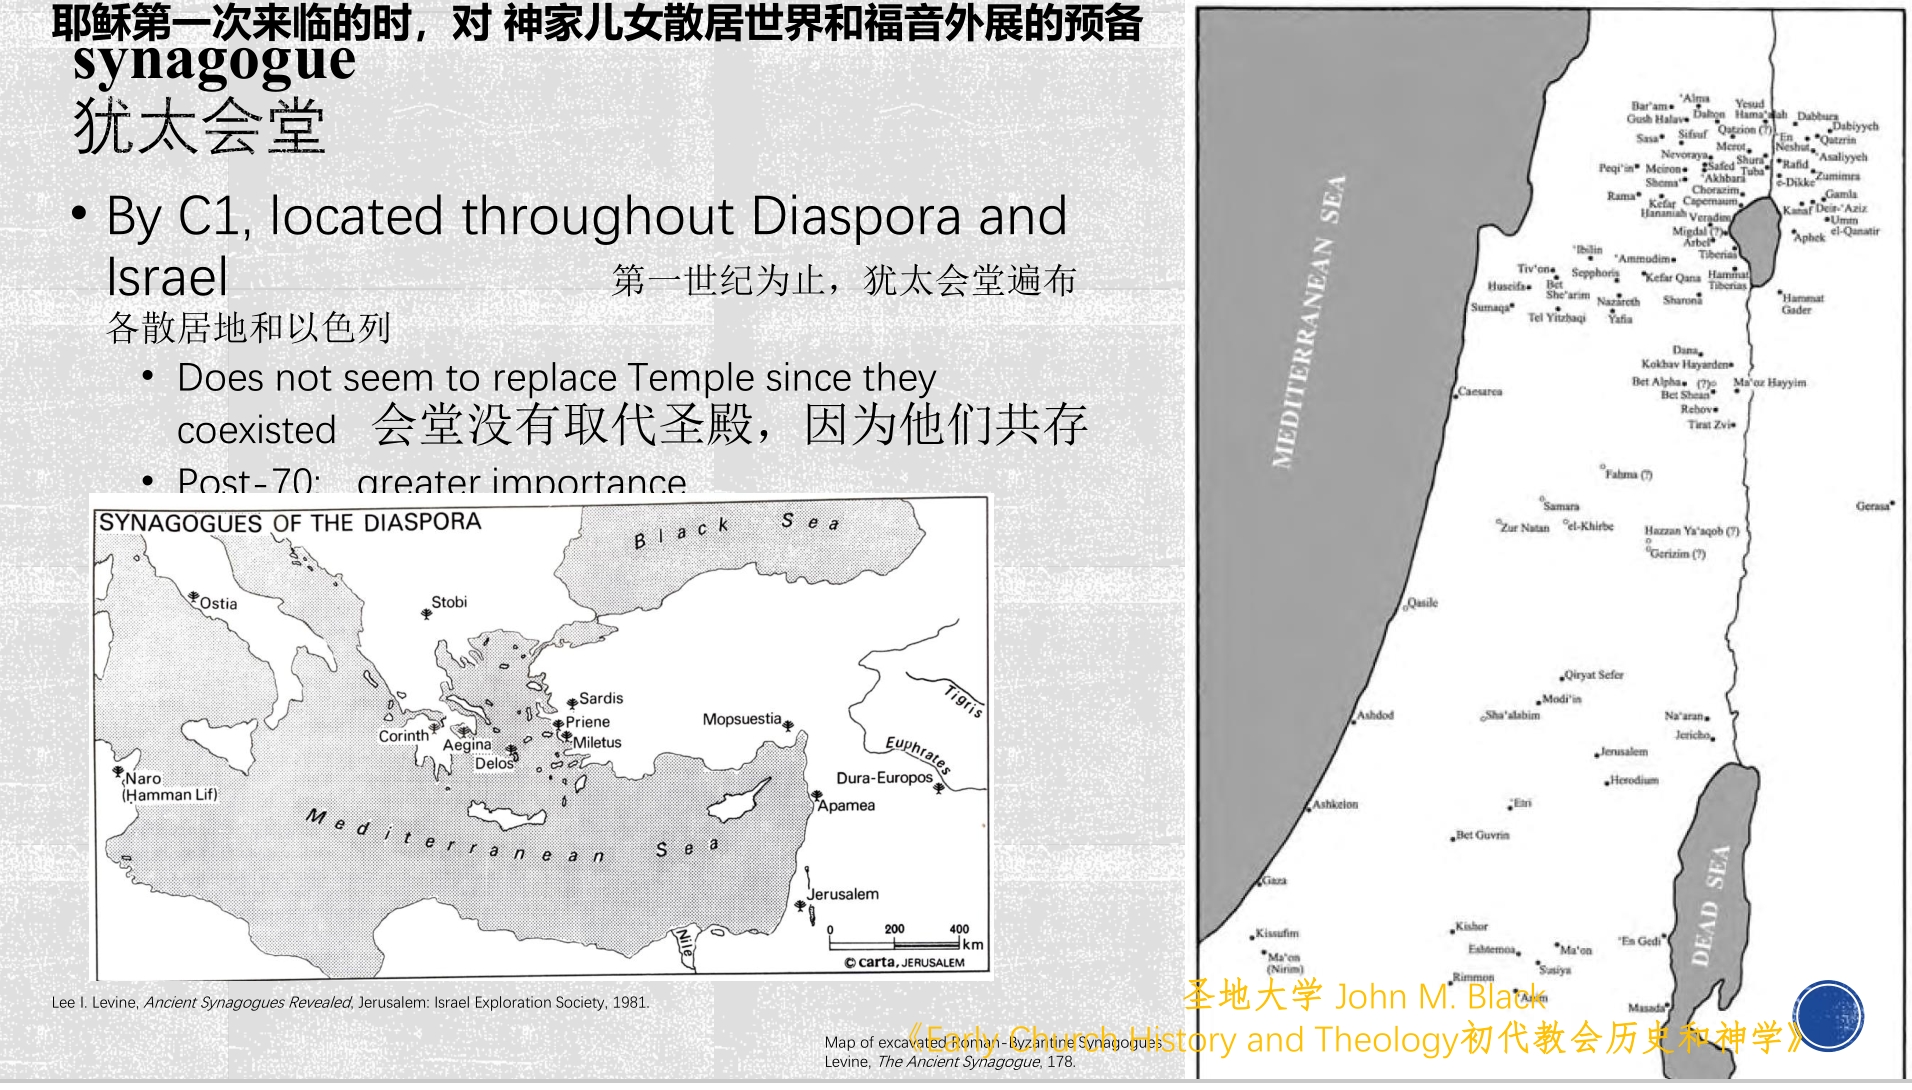 耶稣第一次来临的时，对 神家儿女散居世界和福音外展的预备
synagogue
犹太会堂
• By C1, located throughout Diaspora and
Israel 第一世纪为止，犹太会堂遍布
各散居地和以色列
• Does not seem to replace Temple since they
coexisted 会堂没有取代圣殿，因为他们共存
• Post-70: greater importance
SYNAGOGUES OF THE DIASPORA
Black Sea
Ostia
Stobi
Sardis
Priene
Miletus
Corinth
Aegina
Delos
Mopsuestia
Tigris
Euphrates
Dura-Europos
Apamea
Naro
(Hamman Lif)
Mediterranean Sea
Jerusalem
Nile
0 200 400
km
© carta, JERUSALEM
Lee I. Levine, Ancient Synagogues Revealed, Jerusalem: Israel Exploration Society, 1981.
MEDITERRANEAN SEA
'Alma
Yesud
Hama'alah
Bar'am
Gush Halav
Dalton
Dabbura
Dabiyyeh
Sasa
Sifsuf
Qatzion (?)
'En
Neshut
Qatzrin
Merot
Nevoraya
Shura
'Asaliyyeh
Peqi'in
Meiron
Safed
Tuba
Rafid
Shema'
'Akhbara
e-Dikke
Zumimra
Rama
Chorazim
Gamla
Kefar
Hananiah
Capernaum
Kanaf
Deir-'Aziz
Veradim
Umm
el-Qanatir
Migdal (?)
Arbel
Aphek
Tiberias
'Ibilin
'Ammudim
Tiv'on
Sepphoris
Kefar Qana
Hammat
Tiberias
Huseifa
Bet
She'arim
Nazareth
Sharona
Hammat
Gader
Sumaqa
Tel Yitzhaqi
Yafia
Dana
Kokhav Hayarden
Bet Alpha
(?)
Ma'oz Hayyim
Bet Shean
Caesarea
Rehov
Tirat Zvi
Fahma (?)
Samara
Gerasa
Zur Natan
el-Khirbe
Hazzan Ya'aqob (?)
Gerizim (?)
Qasile
Qiryat Sefer
Modi'in
Ashdod
Sha'alabim
Na'aran
Jericho
Jerusalem
Herodium
Ashkelon
'Etri
Bet Guvrin
DEAD SEA
Gaza
Kissufim
Kishor
Eshtemoa
Ma'on
'En Gedi
Ma'on
(Nirim)
Susiya
Rimmon
'Anim
Masada
圣地大学 John M. Black
《Early Church History and Theology初代教会历史和神学》
Map of excavated Roman-Byzantine Synagogues
Levine, The Ancient Synagogue, 178.